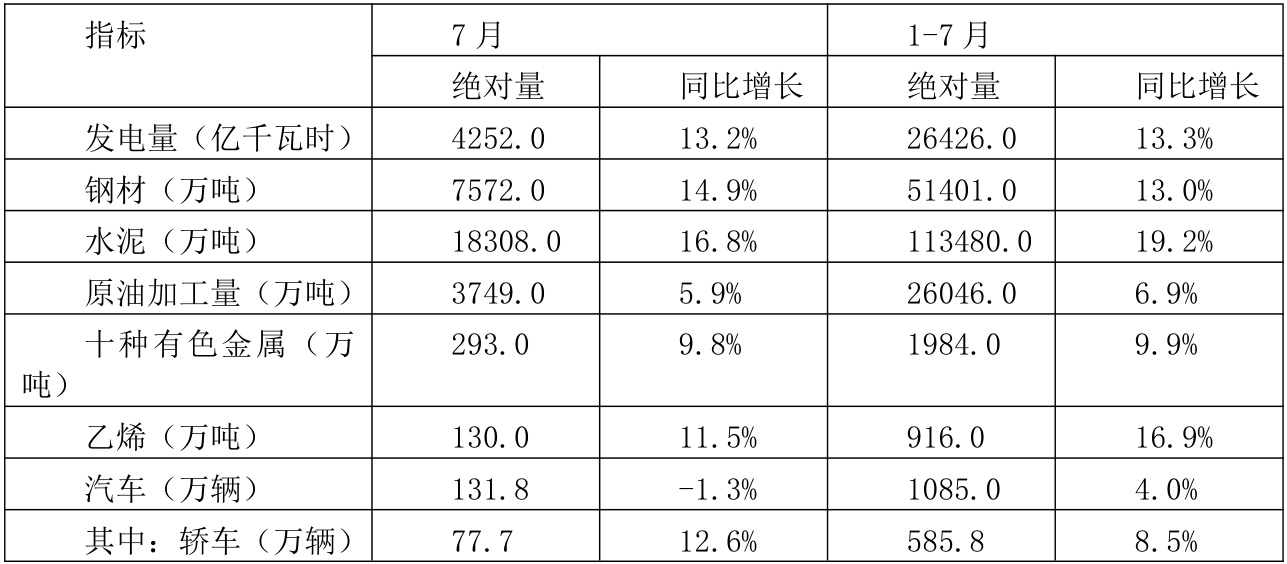 指标 7月 1-7月
绝对量 同比增长 绝对量 同比增长
发电量（亿千瓦时） 4252.0 13.2% 26426.0 13.3%
钢材（万吨） 7572.0 14.9% 51401.0 13.0%
水泥（万吨） 18308.0 16.8% 113480.0 19.2%
原油加工量（万吨） 3749.0 5.9% 26046.0 6.9%
十种有色金属（万 293.0 9.8% 1984.0 9.9%
吨）
乙烯（万吨） 130.0 11.5% 916.0 16.9%
汽车（万辆） 131.8 -1.3% 1085.0 4.0%
其中：轿车（万辆） 77.7 12.6% 585.8 8.5%